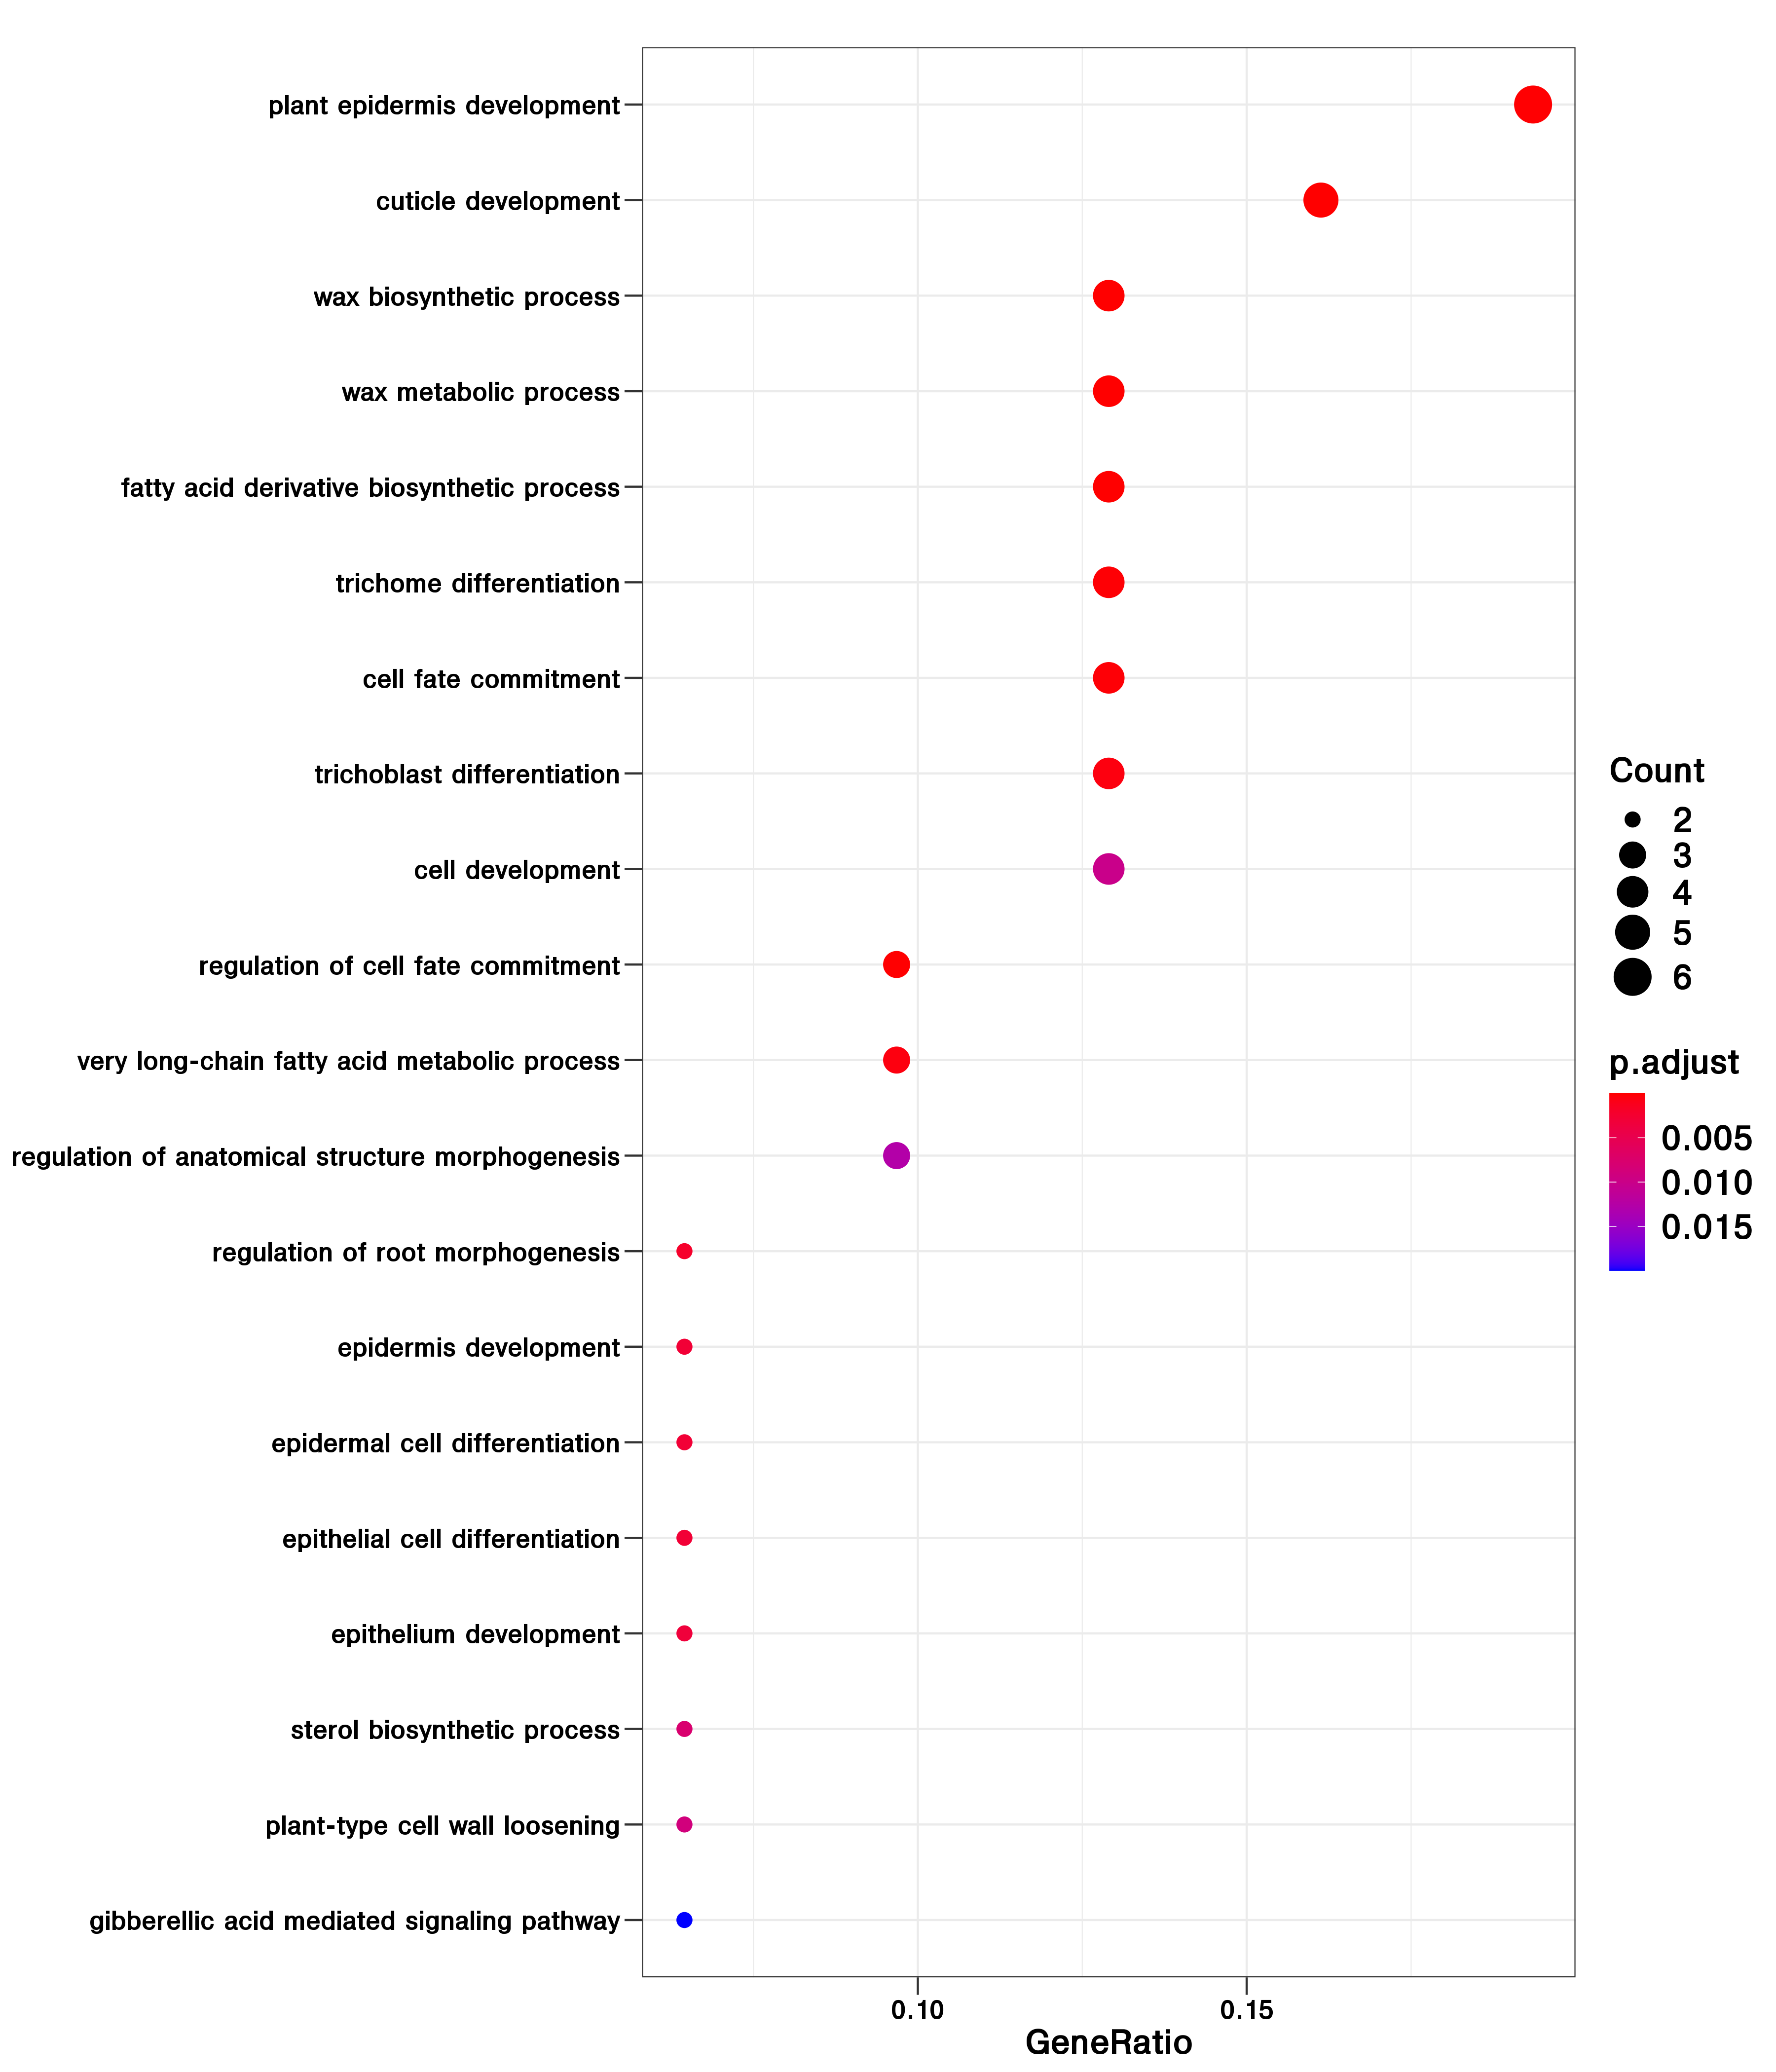 plant epidermis development
cuticle development
wax biosynthetic process
wax metabolic process
fatty acid derivative biosynthetic process
trichome differentiation
cell fate commitment
trichoblast differentiation
cell development
regulation of cell fate commitment
very long-chain fatty acid metabolic process
regulation of anatomical structure morphogenesis
regulation of root morphogenesis
epidermis development
epidermal cell differentiation
epithelial cell differentiation
epithelium development
sterol biosynthetic process
plant-type cell wall loosening
gibberellic acid mediated signaling pathway
0.10 0.15
GeneRatio
Count
2
3
4
5
6
p.adjust
0.005
0.010
0.015